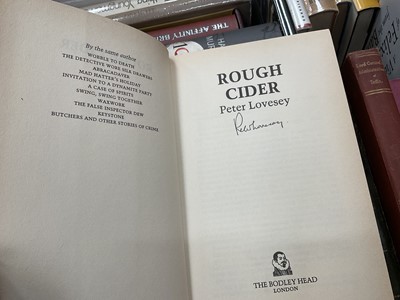 By the same author
WOBBLE TO DEATH
THE DETECTIVE WORE SILK DRAWERS
ABRACADAVER
MAD HATTER'S HOLIDAY
INVITATION TO A DYNAMITE PARTY
A CASE OF SPIRITS
SWING, SWING TOGETHER
WAXWORK
THE FALSE INSPECTOR DEW
KEYSTONE
BUTCHERS AND OTHER STORIES OF CRIME
ROUGH
CIDER
Peter Lovesey
Peter Lovesey
THE BODLEY HEAD
LONDON
THE AFFINITY BRI